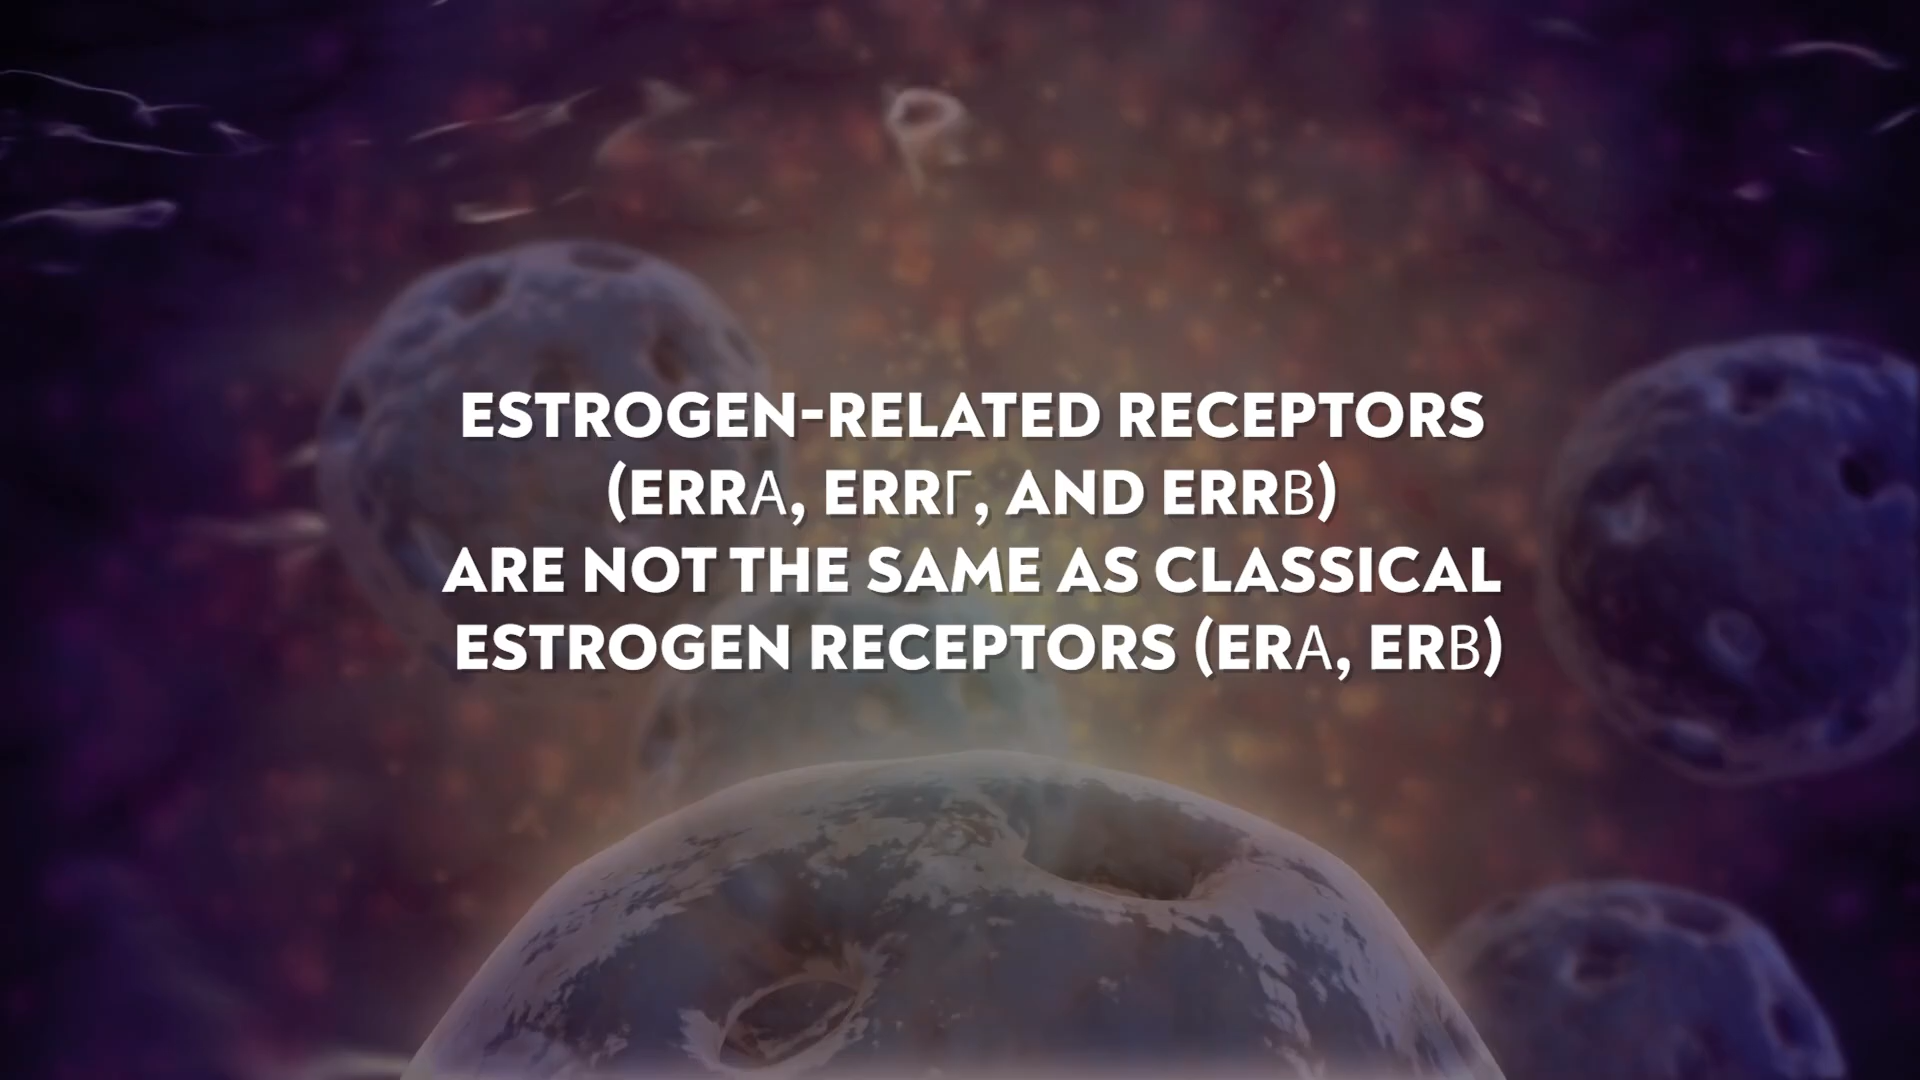 ESTROGEN-RELATED RECEPTORS
(ERRΑ, ERRΓ, AND ERRΒ)
ARE NOT THE SAME AS CLASSICAL
ESTROGEN RECEPTORS (ERΑ, ERΒ)